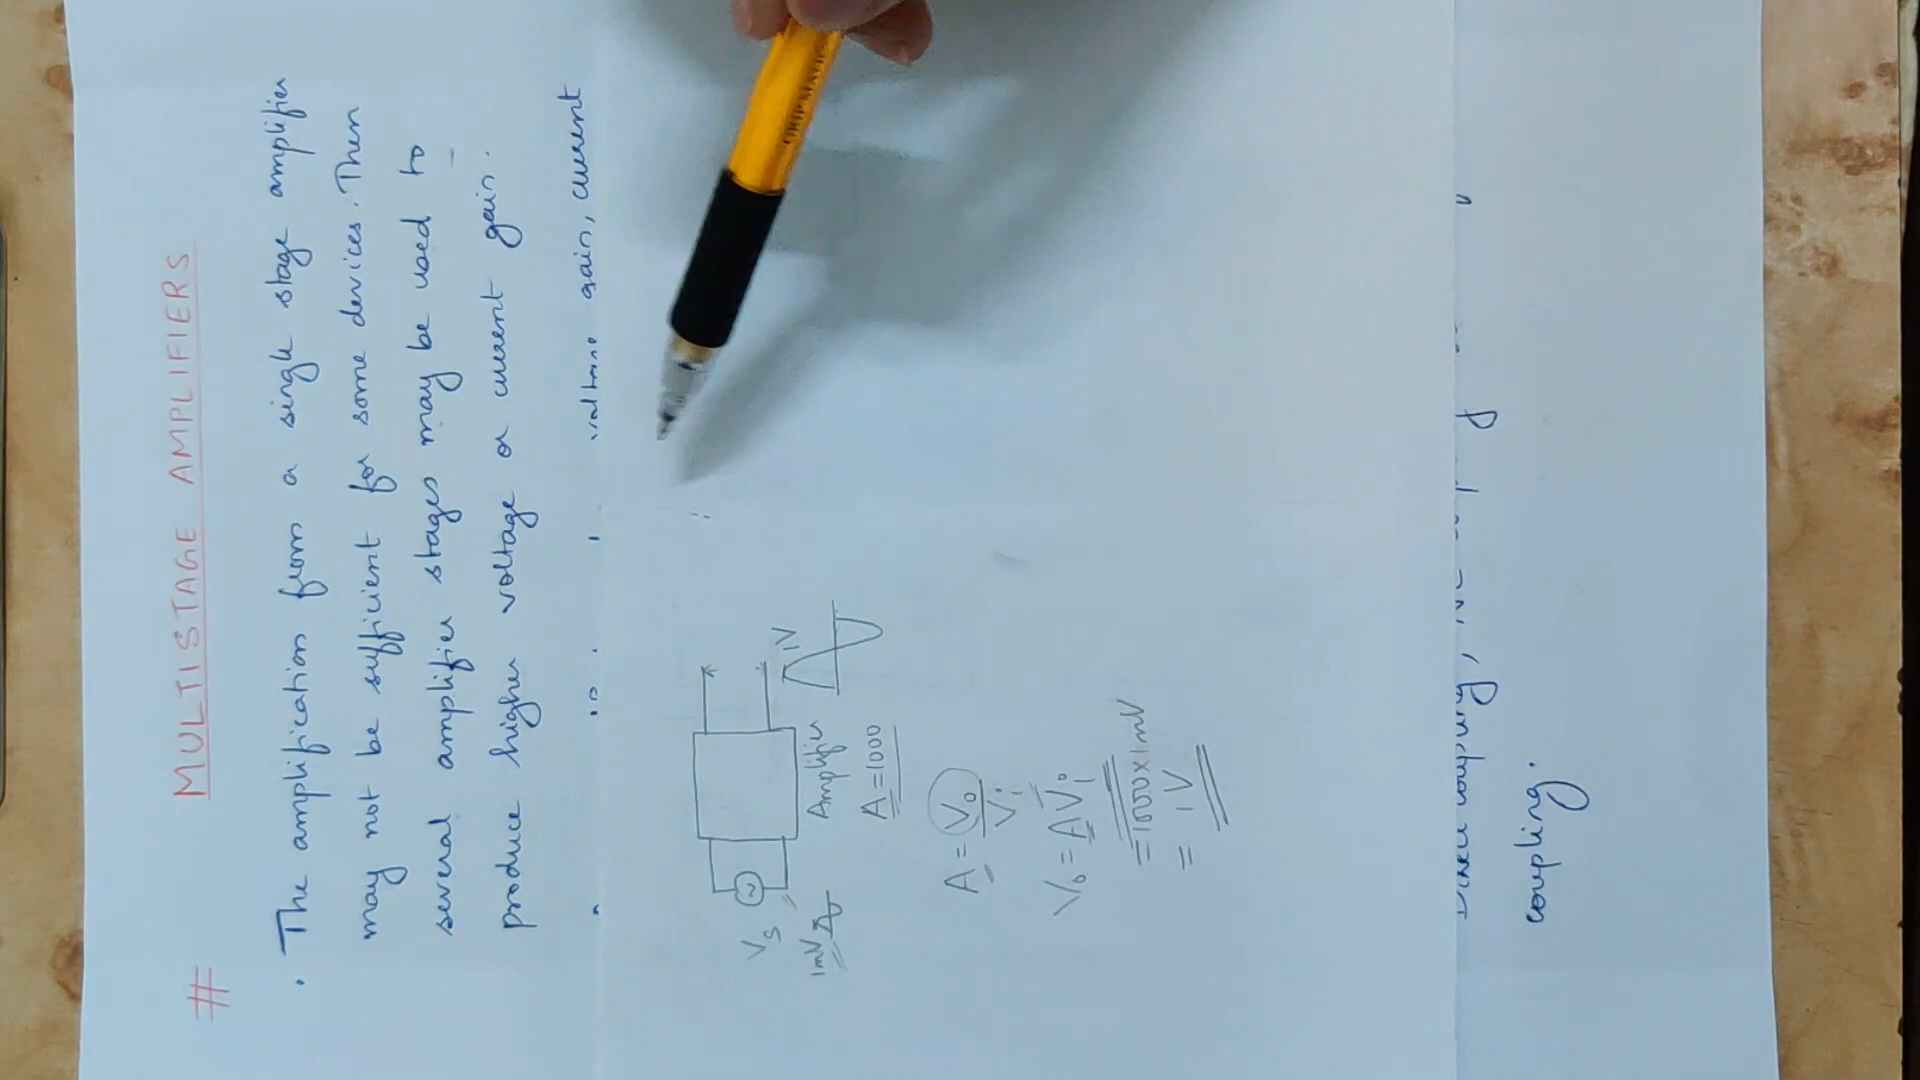 # MULTISTAGE AMPLIFIERS
• The amplification from a single stage amplifier
may not be sufficient for some devices. Then
several amplifier stages may be used to
produce higher voltage or current gain.
voltage gain, current
Vs
1mV
1V
Amplifier
A = 1000
A = Vo/Vi
Vo = AVi
= 1000 x 1mV
= 1V
Direct coupling,
coupling.